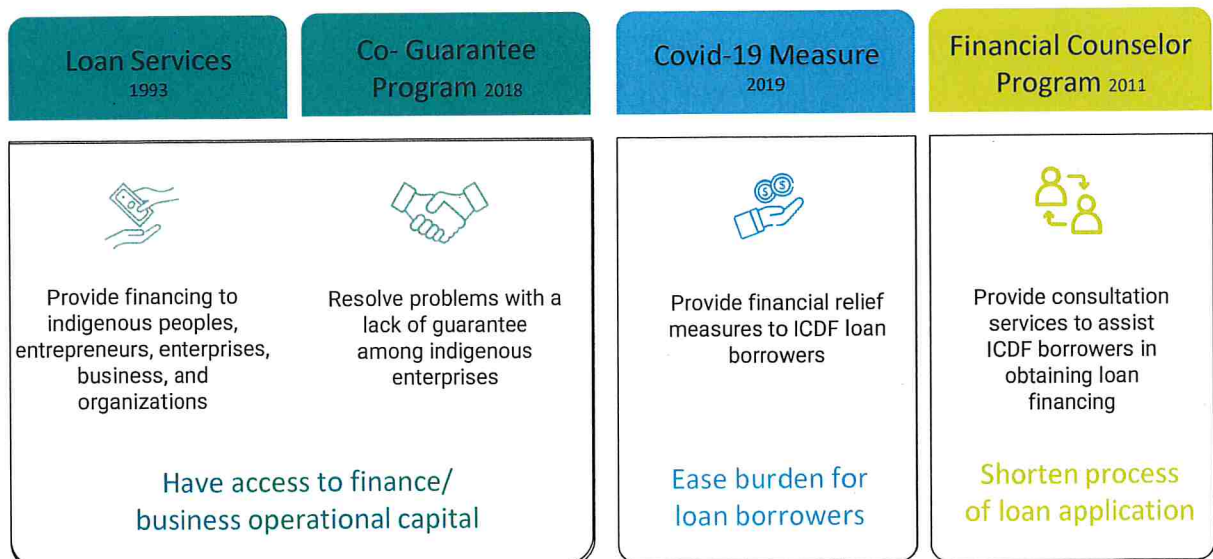 Loan Services
1993
Co- Guarantee
Program 2018
Covid-19 Measure
2019
Financial Counselor
Program 2011
Provide financing to
indigenous peoples,
entrepreneurs, enterprises,
business, and
organizations
Resolve problems with a
lack of guarantee
among indigenous
enterprises
Have access to finance/
business operational capital
Provide financial relief
measures to ICDF loan
borrowers
Ease burden for
loan borrowers
Provide consultation
services to assist
ICDF borrowers in
obtaining loan
financing
Shorten process
of loan application